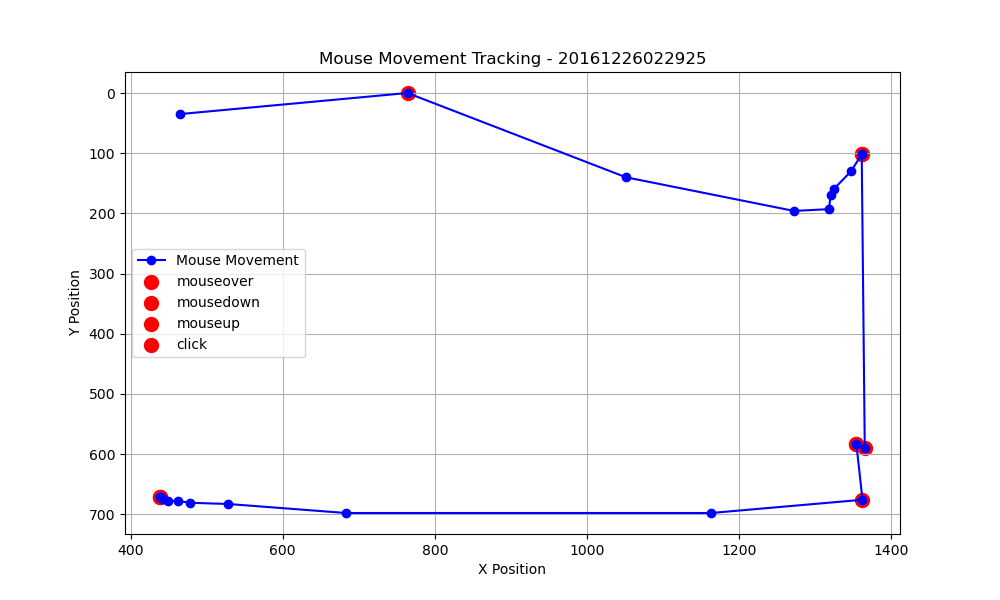 Mouse Movement Tracking - 20161226022925
0
100
200
300
400
500
600
700
Y Position
Mouse Movement
mouseover
mousedown
mouseup
click
400 600 800 1000 1200 1400
X Position